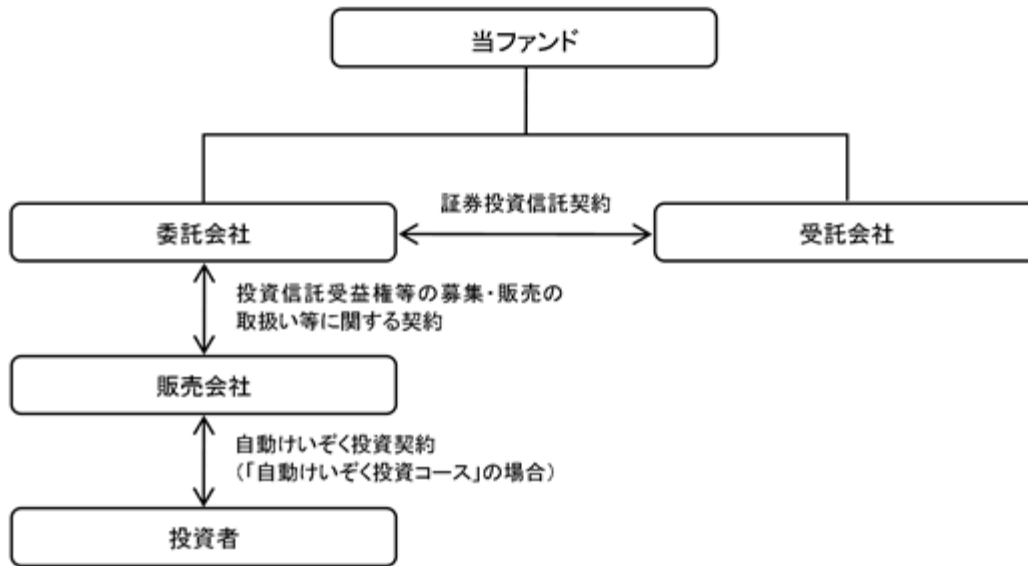 当ファンド
証券投資信託契約
委託会社
受託会社
投資信託受益権等の募集・販売の
取扱い等に関する契約
販売会社
自動けいぞく投資契約
(「自動けいぞく投資コース」の場合)
投資者